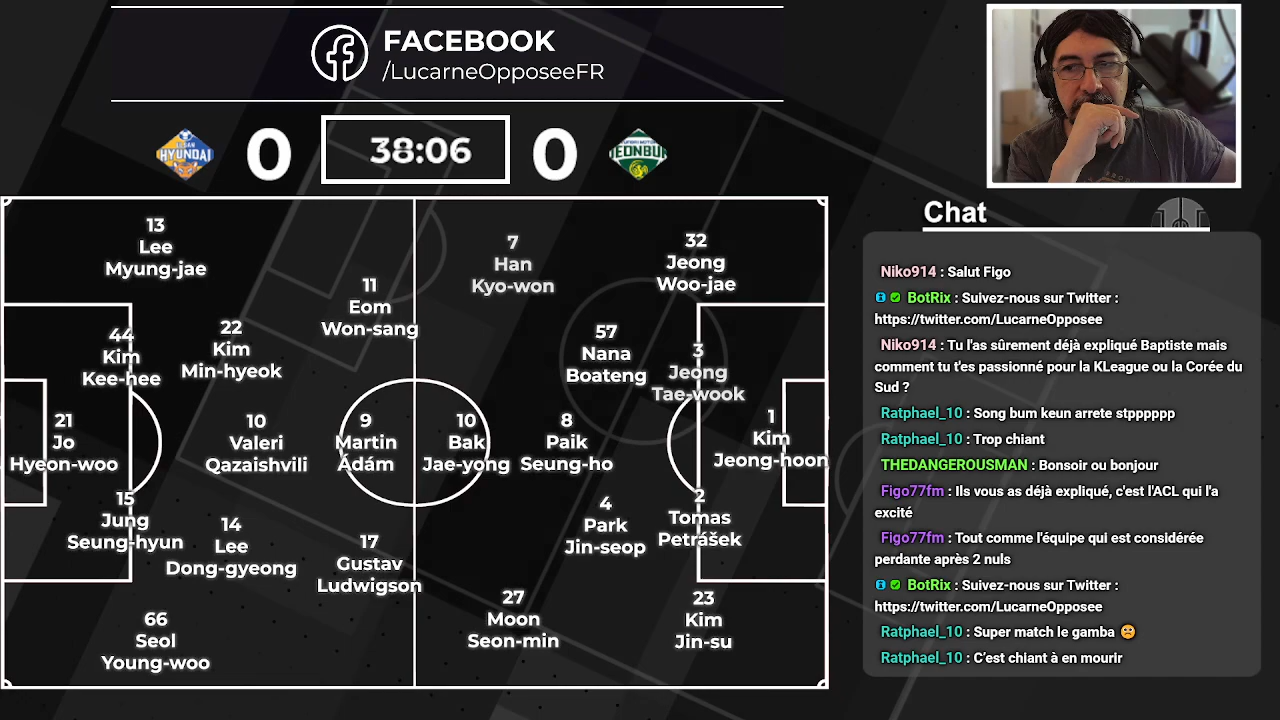 FACEBOOK
/LucarneOpposeeFR
HYUNDAI
0
38:06
0
13
Lee
Myung-jae
44
Kim
Kee-hee
22
Kim
Min-hyeok
11
Eom
Won-sang
21
Jo
Hyeon-woo
10
Valeri
Qazaishvili
9
Martin
Ádám
15
Jung
Seung-hyun
14
Lee
Dong-gyeong
17
Gustav
Ludwigson
66
Seol
Young-woo
7
Han
Kyo-won
32
Jeong
Woo-jae
57
Nana
Boateng
3
Jeong
Tae-wook
10
Bak
Jae-yong
8
Paik
Seung-ho
1
Kim
Jeong-hoon
4
Park
Jin-seop
2
Tomas
Petrášek
27
Moon
Seon-min
23
Kim
Jin-su
Chat
Niko914 : Salut Figo
BotRix : Suivez-nous sur Twitter :
https://twitter.com/LucarneOpposee
Niko914 : Tu l'as sûrement déjà expliqué Baptiste mais
comment tu t'es passionné pour la KLeague ou la Corée du
Sud ?
Ratphael_10 : Song bum keun arrete stpppppp
Ratphael_10 : Trop chiant
THEDANGEROUSMAN : Bonsoir ou bonjour
Figo77fm : Ils vous as déjà expliqué, c'est l'ACL qui l'a
excité
Figo77fm : Tout comme l'équipe qui est considérée
perdante après 2 nuls
BotRix : Suivez-nous sur Twitter :
https://twitter.com/LucarneOpposee
Ratphael_10 : Super match le gamba 🙁
Ratphael_10 : C'est chiant à en mourir